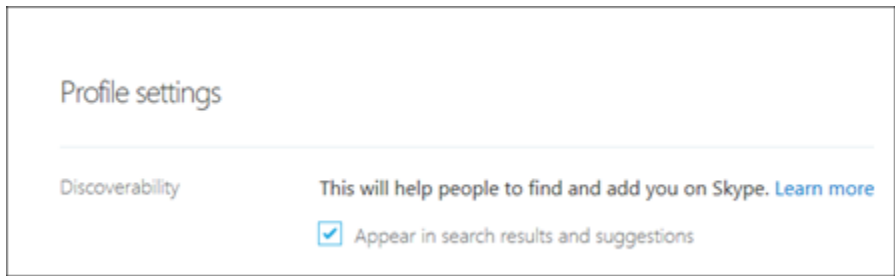 Profile settings
Discoverability
This will help people to find and add you on Skype. Learn more
Appear in search results and suggestions